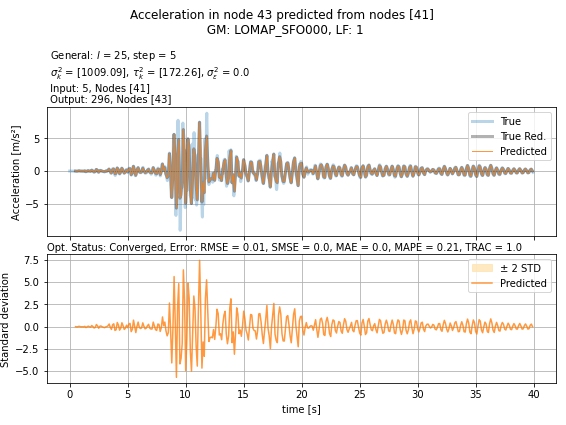 Acceleration in node 43 predicted from nodes [41]
GM: LOMAP_SFO000, LF: 1
General: l = 25, step = 5
σ²ₖ = [1009.09], τ²ₖ = [172.26], σ²ε = 0.0
Input: 5, Nodes [41]
Output: 296, Nodes [43]
Acceleration [m/s²]
5
0
−5
True
True Red.
Predicted
Opt. Status: Converged, Error: RMSE = 0.01, SMSE = 0.0, MAE = 0.0, MAPE = 0.21, TRAC = 1.0
Standard deviation
7.5
5.0
2.5
0.0
−2.5
−5.0
± 2 STD
Predicted
0 5 10 15 20 25 30 35 40
time [s]